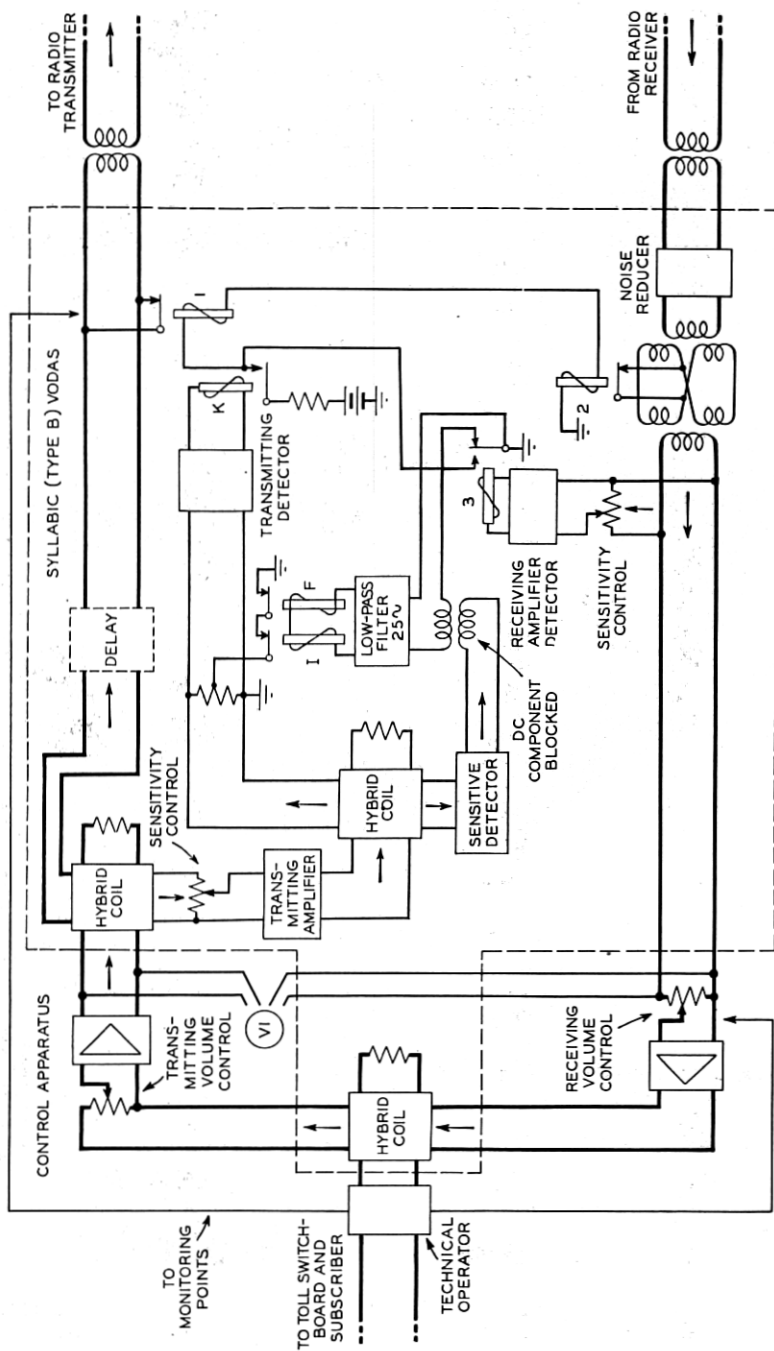 CONTROL APPARATUS
SYLLABIC (TYPE B) VODAS
TO RADIO
TRANSMITTER
TO
MONITORING
POINTS
TRANS-
MITTING
VOLUME
CONTROL
HYBRID
COIL
DELAY
SENSITIVITY
CONTROL
TRANS-
MITTING
AMPLIFIER
VI
K
1
TRANSMITTING
DETECTOR
HYBRID
COIL
SENSITIVE
DETECTOR
I
F
LOW-PASS
FILTER
25~
DC
COMPONENT
BLOCKED
3
RECEIVING
AMPLIFIER
DETECTOR
SENSITIVITY
CONTROL
2
NOISE
REDUCER
TO TOLL SWITCH-
BOARD AND
SUBSCRIBER
HYBRID
COIL
TECHNICAL
OPERATOR
RECEIVING
VOLUME
CONTROL
FROM RADIO
RECEIVER